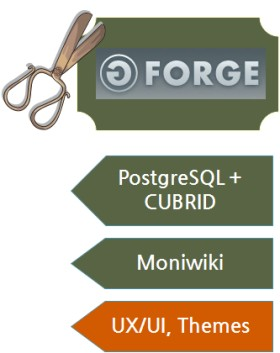 FORGE
PostgreSQL +
CUBRID
Moniwiki
UX/UI, Themes